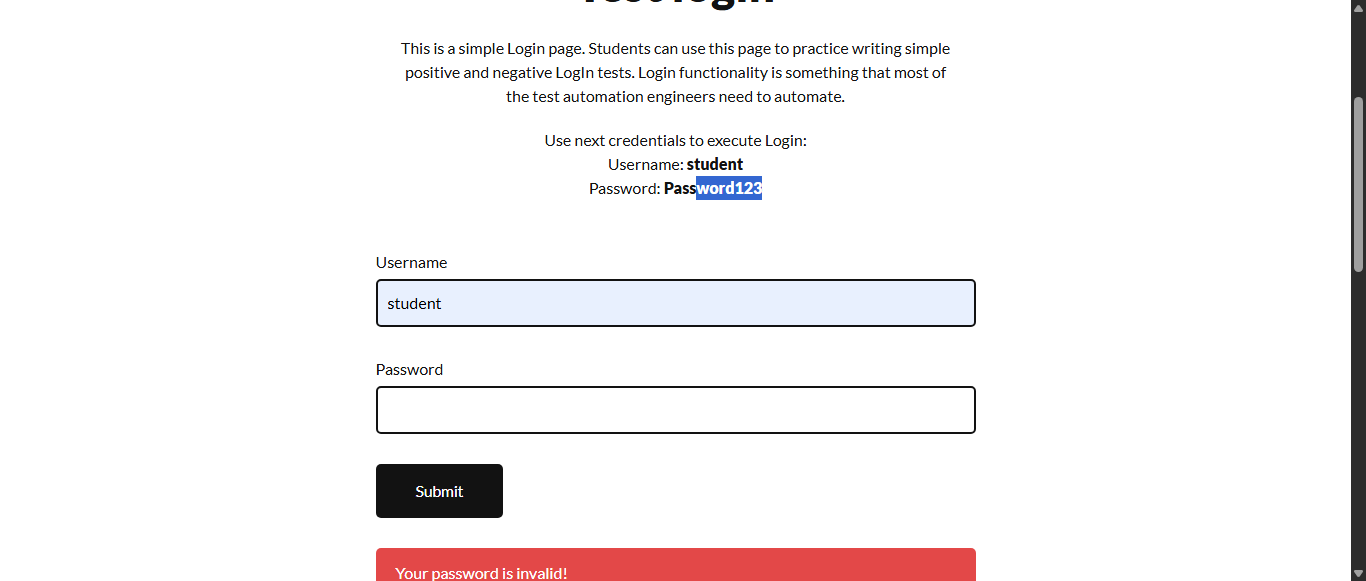 Test login
This is a simple Login page. Students can use this page to practice writing simple
positive and negative LogIn tests. Login functionality is something that most of
the test automation engineers need to automate.
Use next credentials to execute Login:
Username: student
Password: Password123
Username
student
Password
Submit
Your password is invalid!